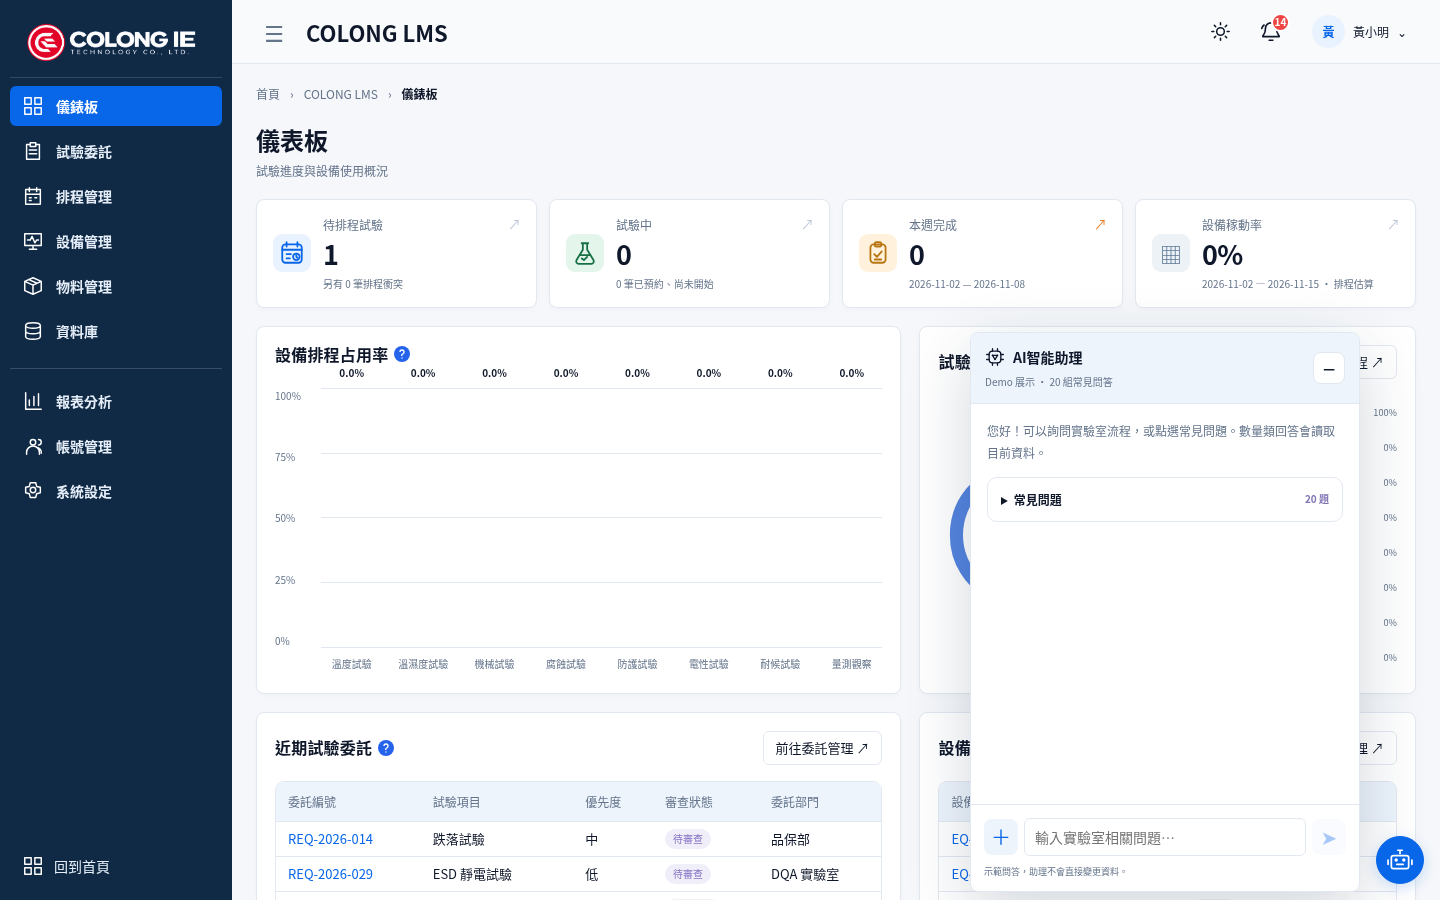 COLONG IE
TECHNOLOGY CO., LTD.
儀錶板
試驗委託
排程管理
設備管理
物料管理
資料庫
報表分析
帳號管理
系統設定
回到首頁
☰ COLONG LMS
14
黃 黃小明
首頁 › COLONG LMS › 儀錶板
儀表板
試驗進度與設備使用概況
待排程試驗 ↗
1
另有 0 筆排程衝突
試驗中 ↗
0
0 筆已預約、尚未開始
本週完成 ↗
0
2026-11-02 — 2026-11-08
設備稼動率 ↗
0%
2026-11-02 — 2026-11-15 · 排程估算
設備排程占用率 ?
0.0% 0.0% 0.0% 0.0% 0.0% 0.0% 0.0% 0.0%
100%
75%
50%
25%
0%
溫度試驗 溫濕度試驗 機械試驗 腐蝕試驗 防護試驗 電性試驗 耐候試驗 量測觀察
試驗
程 ↗
100%
0%
0%
0%
0%
0%
0%
0%
AI智能助理
Demo 展示 · 20 組常見問答
−
您好！可以詢問實驗室流程，或點選常見問題。數量類回答會讀取
目前資料。
▶ 常見問題 20 題
+ 輸入實驗室相關問題… ➤
示範問答，助理不會直接變更資料。
近期試驗委託 ? 前往委託管理 ↗
委託編號 試驗項目 優先度 審查狀態 委託部門
REQ-2026-014 跌落試驗 中 待審查 品保部
REQ-2026-029 ESD 靜電試驗 低 待審查 DQA 實驗室
設備
理 ↗
設備
EQ-
EQ-